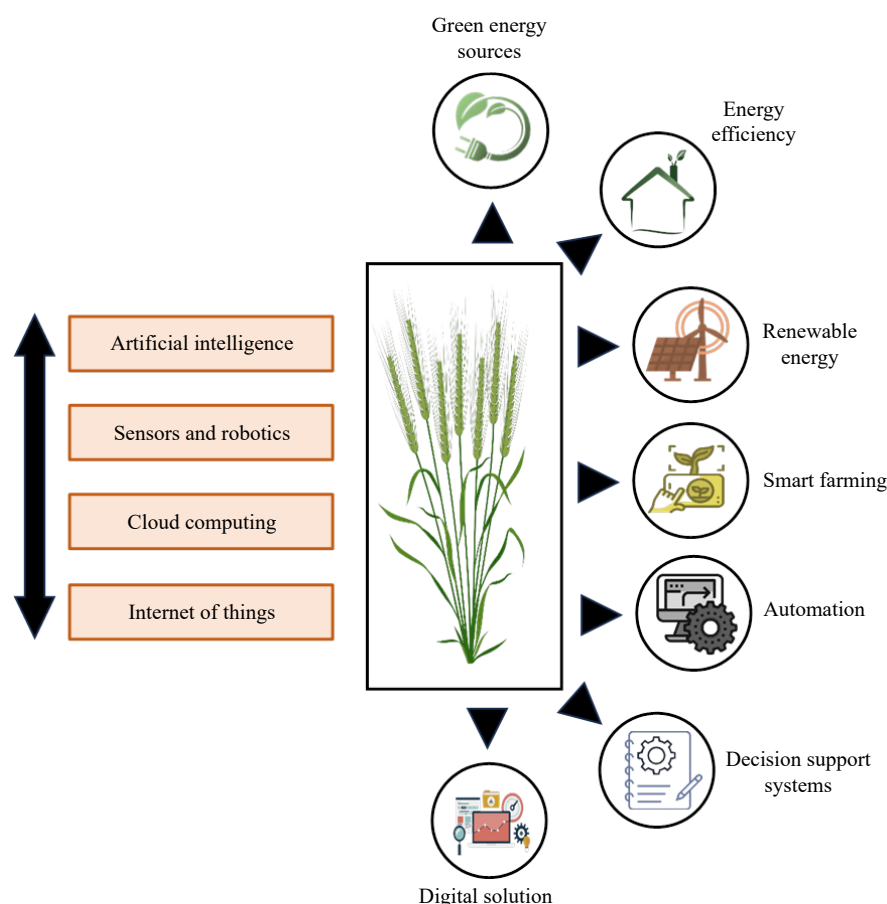 Green energy
sources
Energy
efficiency
Artificial intelligence
Renewable
energy
Sensors and robotics
Smart farming
Cloud computing
Internet of things
Automation
Decision support
systems
Digital solution